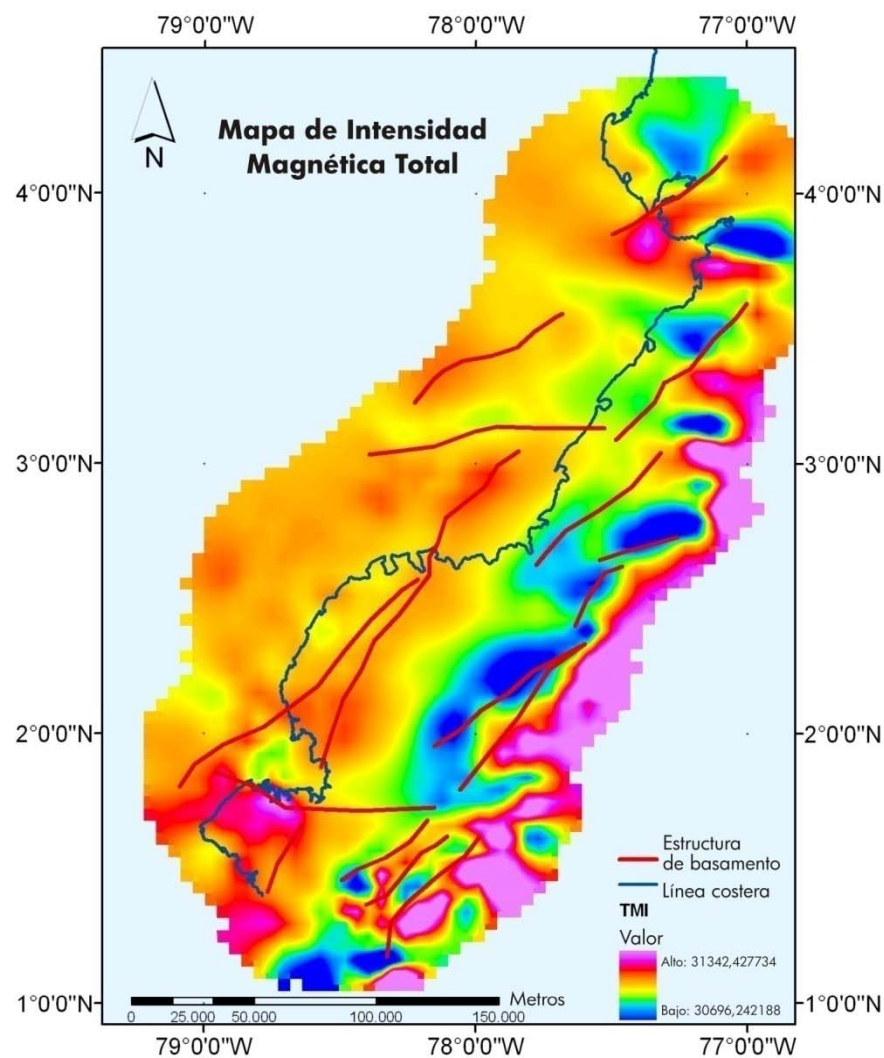 79°0'0"W 78°0'0"W 77°0'0"W
Mapa de Intensidad
Magnética Total
N
4°0'0"N 4°0'0"N
3°0'0"N 3°0'0"N
2°0'0"N 2°0'0"N
Estructura
de basamento
Línea costera
TMI
Valor
Alto: 31342,427734
Bajo: 30696,242188
1°0'0"N 1°0'0"N
Metros
0 25.000 50.000 100.000 150.000
79°0'0"W 78°0'0"W 77°0'0"W